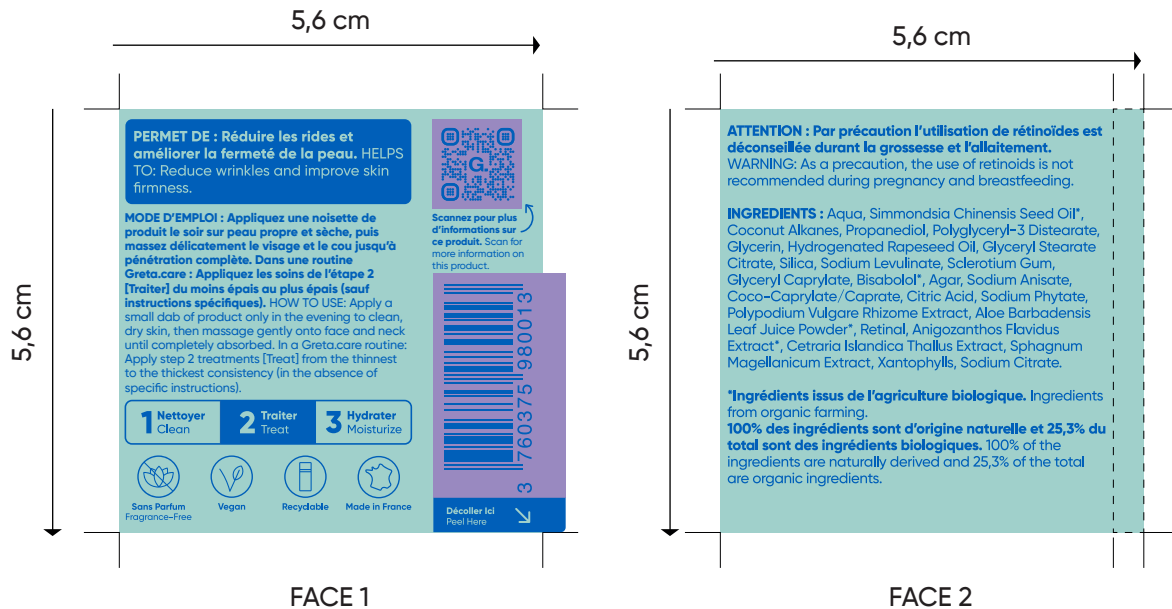 5,6 cm
5,6 cm
PERMET DE : Réduire les rides et
améliorer la fermeté de la peau. HELPS
TO: Reduce wrinkles and improve skin
firmness.
MODE D'EMPLOI : Appliquez une noisette de
produit le soir sur peau propre et sèche, puis
massez délicatement le visage et le cou jusqu'à
pénétration complète. Dans une routine
Greta.care : Appliquez les soins de l'étape 2
[Traiter] du moins épais au plus épais (sauf
instructions spécifiques). HOW TO USE: Apply a
small dab of product only in the evening to clean,
dry skin, then massage gently onto face and neck
until completely absorbed. In a Greta.care routine:
Apply step 2 treatments [Treat] from the thinnest
to the thickest consistency (in the absence of
specific instructions).
1 Nettoyer
Clean
2 Traiter
Treat
3 Hydrater
Moisturize
Sans Parfum
Fragrance-Free
Vegan
Recyclable
Made in France
G.
Scannez pour plus
d'informations sur
ce produit. Scan for
more information on
this product.
3 760375 980013
Décoller Ici
Peel Here
FACE 1
5,6 cm
5,6 cm
ATTENTION : Par précaution l'utilisation de rétinoïdes est
déconseillée durant la grossesse et l'allaitement.
WARNING: As a precaution, the use of retinoids is not
recommended during pregnancy and breastfeeding.
INGREDIENTS : Aqua, Simmondsia Chinensis Seed Oil*,
Coconut Alkanes, Propanediol, Polyglyceryl-3 Distearate,
Glycerin, Hydrogenated Rapeseed Oil, Glyceryl Stearate
Citrate, Silica, Sodium Levulinate, Sclerotium Gum,
Glyceryl Caprylate, Bisabolol*, Agar, Sodium Anisate,
Coco-Caprylate/Caprate, Citric Acid, Sodium Phytate,
Polypodium Vulgare Rhizome Extract, Aloe Barbadensis
Leaf Juice Powder*, Retinal, Anigozanthos Flavidus
Extract*, Cetraria Islandica Thallus Extract, Sphagnum
Magellanicum Extract, Xantophylls, Sodium Citrate.
*Ingrédients issus de l'agriculture biologique. Ingredients
from organic farming.
100% des ingrédients sont d'origine naturelle et 25,3% du
total sont des ingrédients biologiques. 100% of the
ingredients are naturally derived and 25,3% of the total
are organic ingredients.
FACE 2